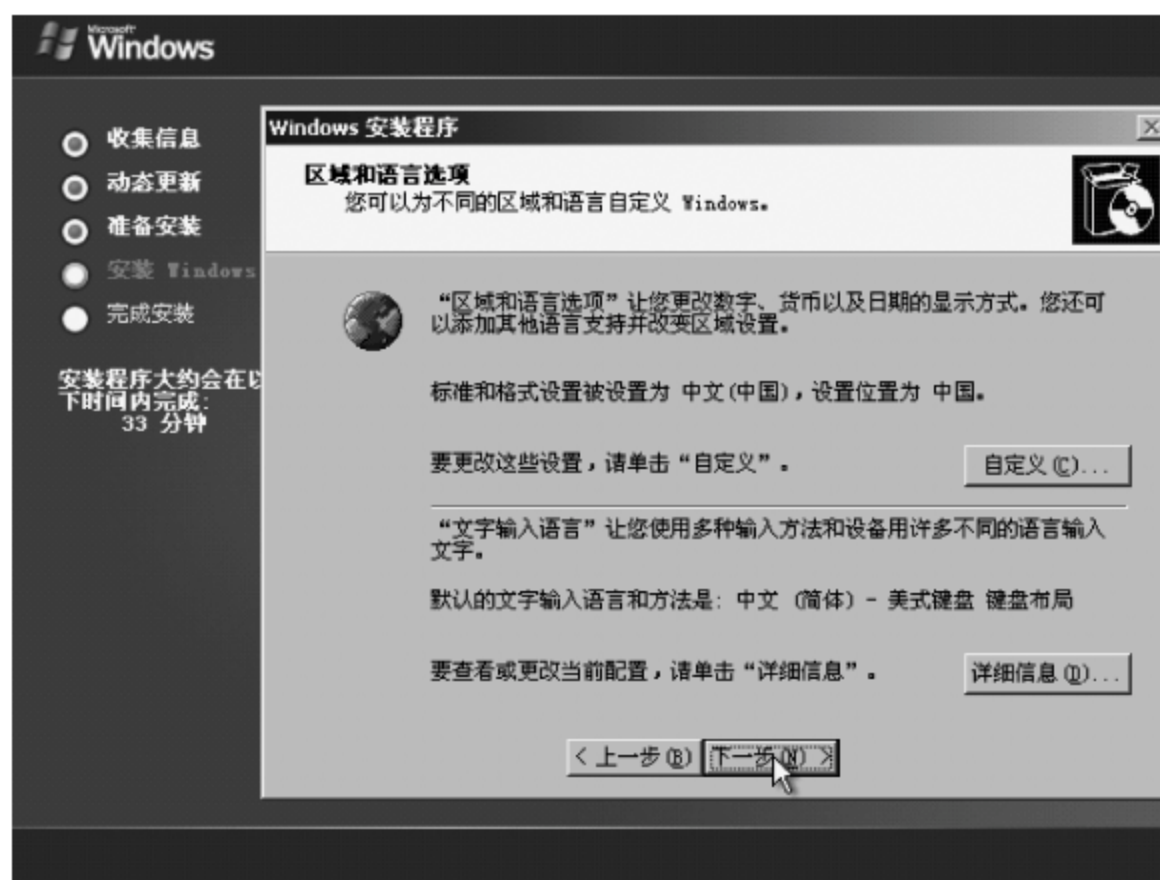 Microsoft
Windows
收集信息
动态更新
准备安装
安装 Windows
完成安装
安装程序大约会在以
下时间内完成:
33 分钟
Windows 安装程序
区域和语言选项
您可以为不同的区域和语言自定义 Windows。
“区域和语言选项”让您更改数字、货币以及日期的显示方式。您还可
以添加其他语言支持并改变区域设置。
标准和格式设置被设置为 中文(中国),设置位置为 中国。
要更改这些设置,请单击“自定义”。
自定义(C)...
“文字输入语言”让您使用多种输入方法和设备用许多不同的语言输入
文字。
默认的文字输入语言和方法是: 中文 (简体) - 美式键盘 键盘布局
要查看或更改当前配置,请单击“详细信息”。
详细信息(D)...
< 上一步(B)
下一步(N) >